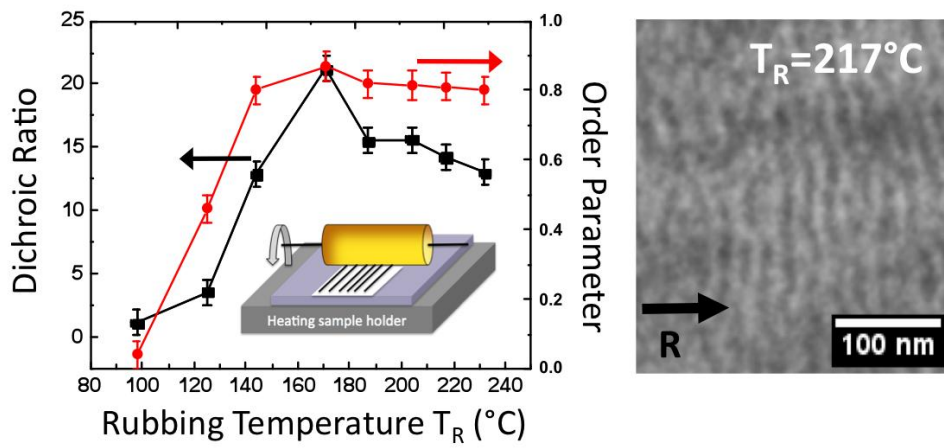 25
20
15
10
5
0
Dichroic Ratio
1.0
0.8
0.6
0.4
0.2
0.0
Order Parameter
Heating sample holder
80 100 120 140 160 180 200 220 240
Rubbing Temperature TR (°C)
TR=217°C
R
100 nm